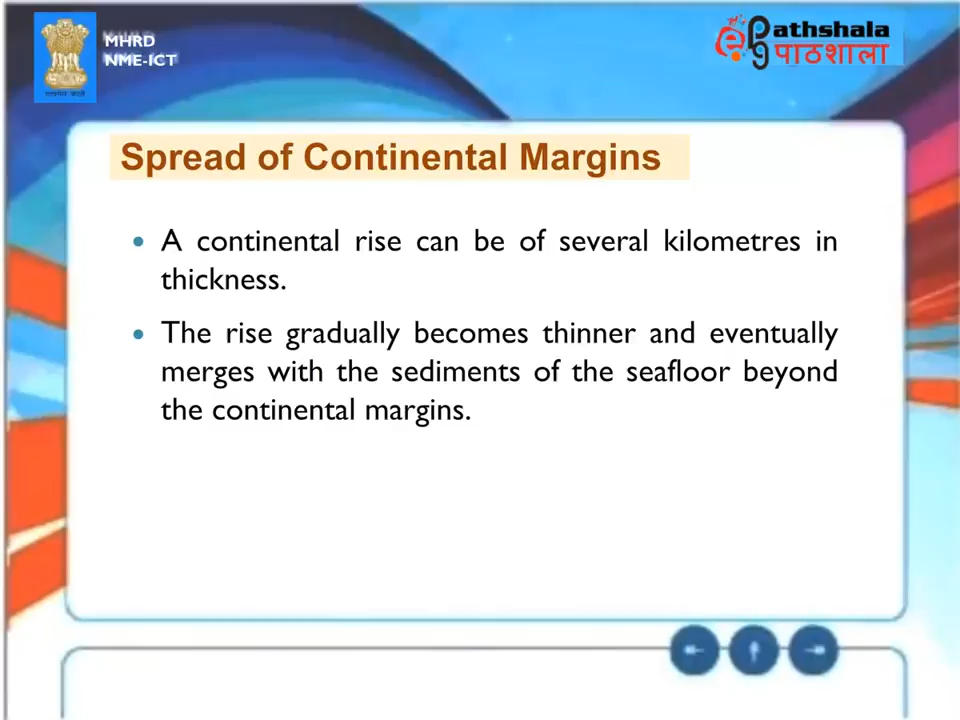 MHRD
NME-ICT
e pg Pathshala
पाठशाला
Spread of Continental Margins
• A continental rise can be of several kilometres in
thickness.
• The rise gradually becomes thinner and eventually
merges with the sediments of the seafloor beyond
the continental margins.